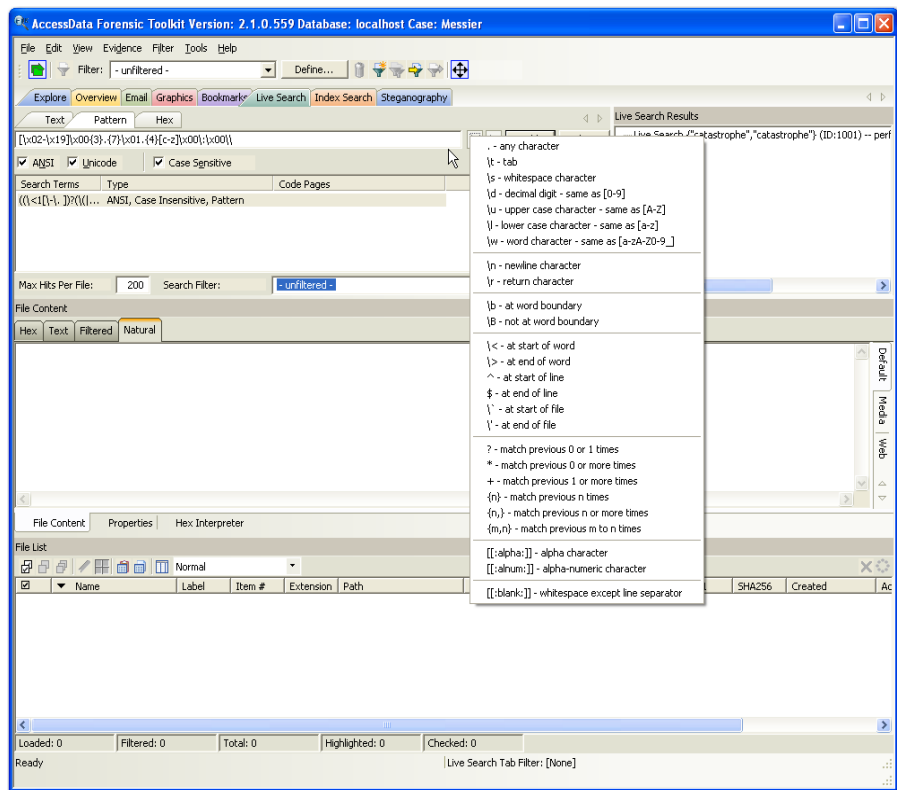 AccessData Forensic Toolkit Version: 2.1.0.559 Database: localhost Case: Messier
File Edit View Evidence Filter Tools Help
Filter: - unfiltered - Define...
Explore Overview Email Graphics Bookmarks Live Search Index Search Steganography
Text Pattern Hex
Live Search Results
[\x02-\x19]\x00{3}.{7}\x01.{4}[c-z]\x00\:\x00\\
Live Search {"catastrophe","catastrophe"} (ID:1001) -- perf
ANSI Unicode Case Sensitive
Search Terms Type Code Pages
((\<1[\-\. ])?(\(|... ANSI, Case Insensitive, Pattern
. - any character
\t - tab
\s - whitespace character
\d - decimal digit - same as [0-9]
\u - upper case character - same as [A-Z]
\l - lower case character - same as [a-z]
\w - word character - same as [a-zA-Z0-9_]
\n - newline character
\r - return character
\b - at word boundary
\B - not at word boundary
\< - at start of word
\> - at end of word
^ - at start of line
$ - at end of line
\` - at start of file
\' - at end of file
? - match previous 0 or 1 times
* - match previous 0 or more times
+ - match previous 1 or more times
{n} - match previous n times
{n,} - match previous n or more times
{m,n} - match previous m to n times
[[:alpha:]] - alpha character
[[:alnum:]] - alpha-numeric character
[[:blank:]] - whitespace except line separator
Max Hits Per File: 200 Search Filter: - unfiltered -
File Content
Hex Text Filtered Natural
Default
Media
Web
File Content Properties Hex Interpreter
File List
Normal
Name Label Item # Extension Path SHA256 Created Ac
Loaded: 0 Filtered: 0 Total: 0 Highlighted: 0 Checked: 0
Ready Live Search Tab Filter: [None]